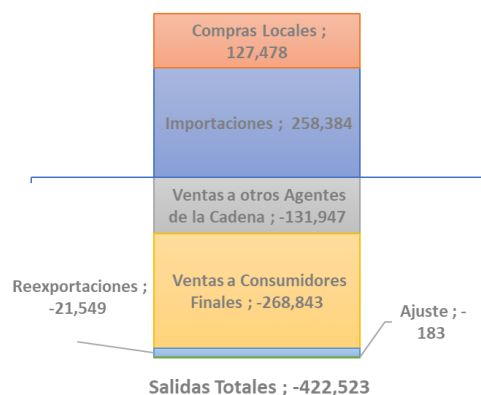 Compras Locales ;
127,478
Importaciones ; 258,384
Ventas a otros Agentes
de la Cadena ; -131,947
Ventas a Consumidores
Finales ; -268,843
Reexportaciones ;
-21,549
Ajuste ; -
183
Salidas Totales ; -422,523